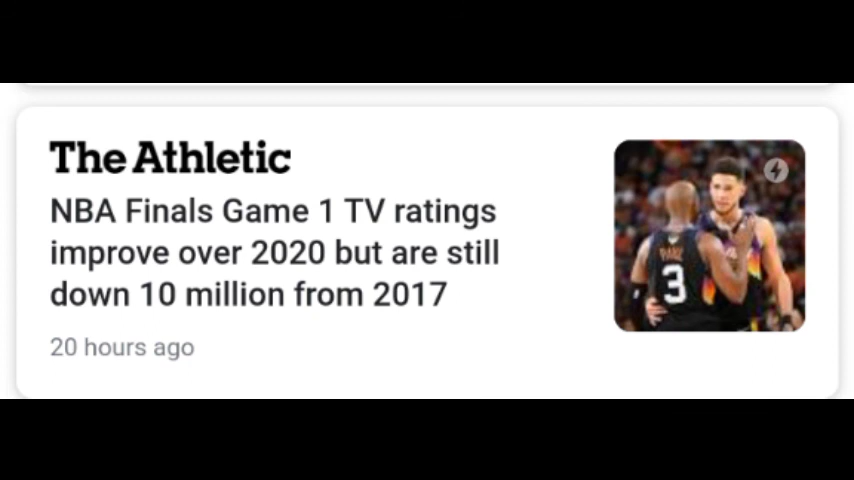 The Athletic
NBA Finals Game 1 TV ratings
improve over 2020 but are still
down 10 million from 2017
20 hours ago
PAUL
3